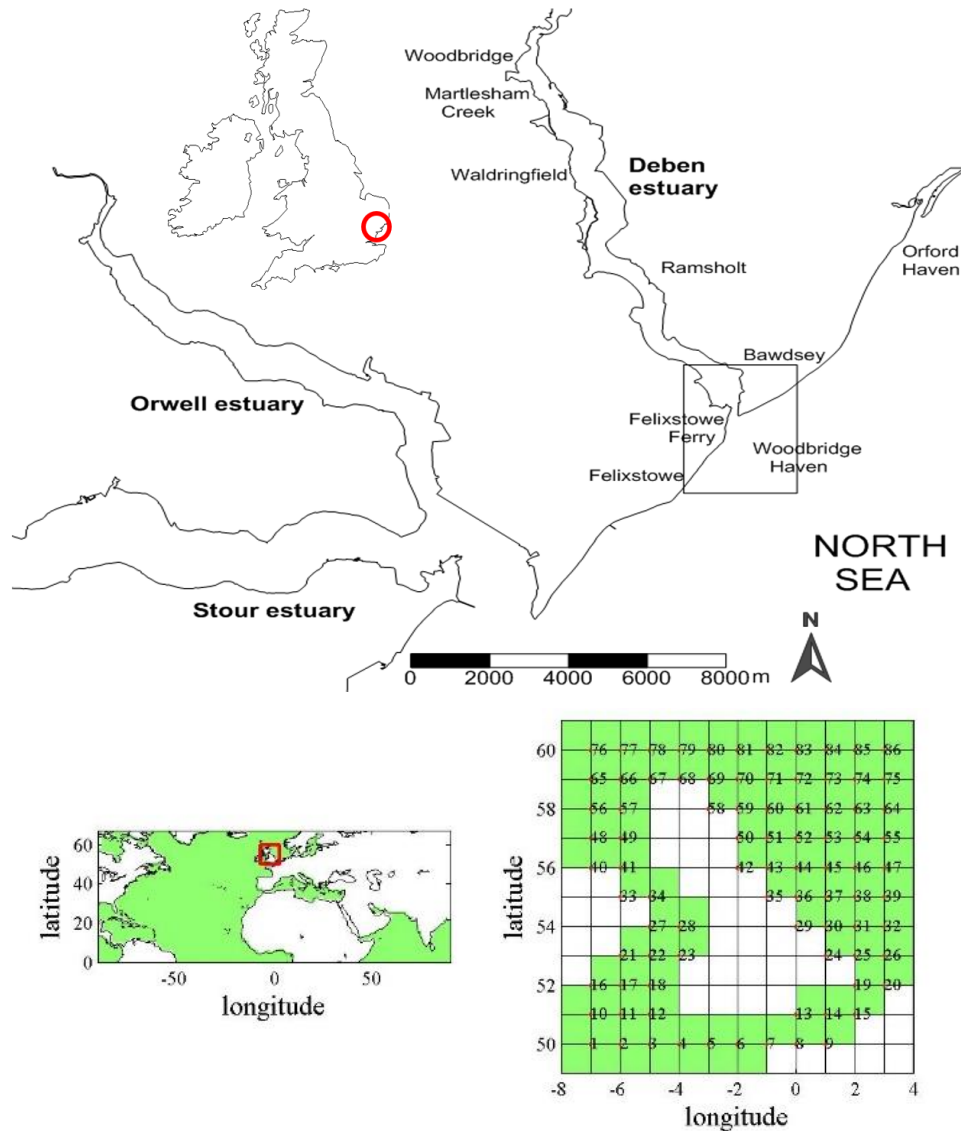 Woodbridge
Martlesham
Creek
Waldringfield
Deben
estuary
Ramsholt
Orford
Haven
Bawdsey
Orwell estuary
Felixstowe
Ferry
Woodbridge
Haven
Felixstowe
NORTH
SEA
Stour estuary
N
0 2000 4000 6000 8000m
60
40
20
0
-50 0 50
latitude
longitude
60 76 77 78 79 80 81 82 83 84 85 86
65 66 67 68 69 70 71 72 73 74 75
58 56 57 58 59 60 61 62 63 64
48 49 50 51 52 53 54 55
56 40 41 42 43 44 45 46 47
33 34 35 36 37 38 39
54 27 28 29 30 31 32
21 22 23 24 25 26
52 16 17 18 19 20
10 11 12 13 14 15
50 1 2 3 4 5 6 7 8 9
-8 -6 -4 -2 0 2 4
latitude
longitude